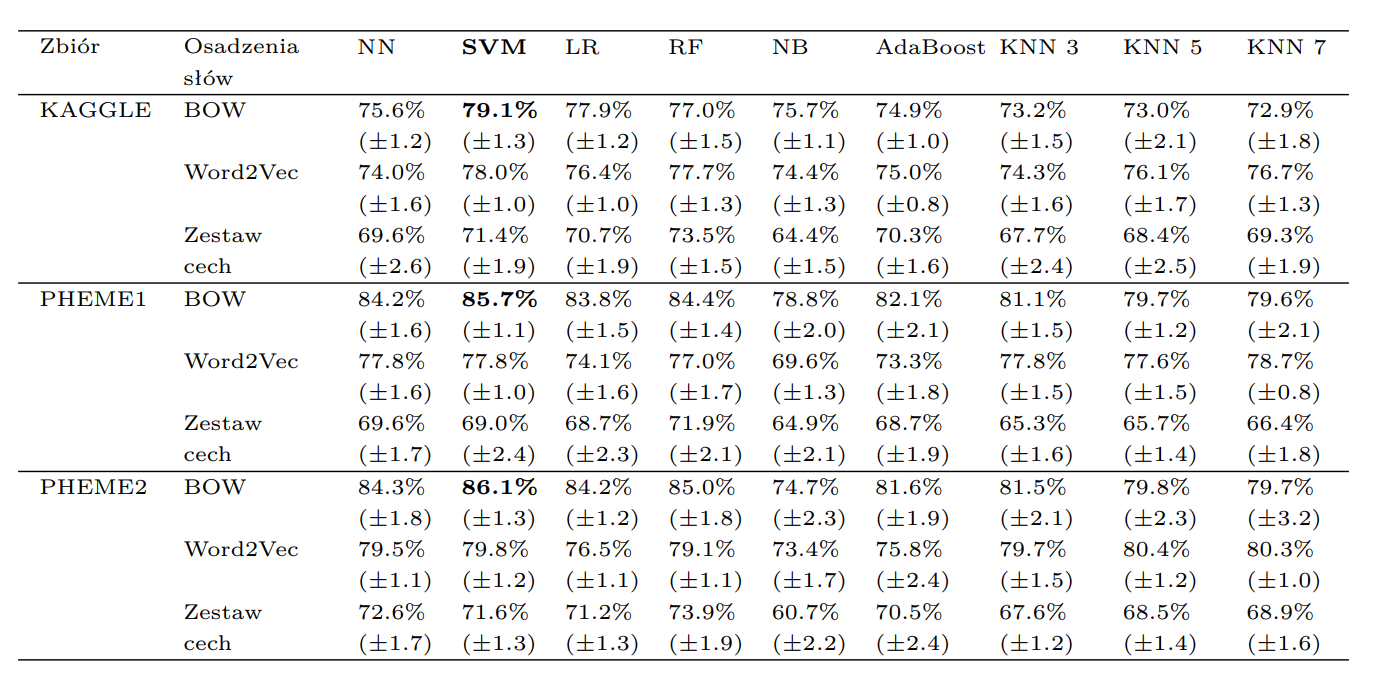 Zbiór Osadzenia NN SVM LR RF NB AdaBoost KNN 3 KNN 5 KNN 7
słów
KAGGLE BOW 75.6% 79.1% 77.9% 77.0% 75.7% 74.9% 73.2% 73.0% 72.9%
(±1.2) (±1.3) (±1.2) (±1.5) (±1.1) (±1.0) (±1.5) (±2.1) (±1.8)
Word2Vec 74.0% 78.0% 76.4% 77.7% 74.4% 75.0% 74.3% 76.1% 76.7%
(±1.6) (±1.0) (±1.0) (±1.3) (±1.3) (±0.8) (±1.6) (±1.7) (±1.3)
Zestaw 69.6% 71.4% 70.7% 73.5% 64.4% 70.3% 67.7% 68.4% 69.3%
cech (±2.6) (±1.9) (±1.9) (±1.5) (±1.5) (±1.6) (±2.4) (±2.5) (±1.9)
PHEME1 BOW 84.2% 85.7% 83.8% 84.4% 78.8% 82.1% 81.1% 79.7% 79.6%
(±1.6) (±1.1) (±1.5) (±1.4) (±2.0) (±2.1) (±1.5) (±1.2) (±2.1)
Word2Vec 77.8% 77.8% 74.1% 77.0% 69.6% 73.3% 77.8% 77.6% 78.7%
(±1.6) (±1.0) (±1.6) (±1.7) (±1.3) (±1.8) (±1.5) (±1.5) (±0.8)
Zestaw 69.6% 69.0% 68.7% 71.9% 64.9% 68.7% 65.3% 65.7% 66.4%
cech (±1.7) (±2.4) (±2.3) (±2.1) (±2.1) (±1.9) (±1.6) (±1.4) (±1.8)
PHEME2 BOW 84.3% 86.1% 84.2% 85.0% 74.7% 81.6% 81.5% 79.8% 79.7%
(±1.8) (±1.3) (±1.2) (±1.8) (±2.3) (±1.9) (±2.1) (±2.3) (±3.2)
Word2Vec 79.5% 79.8% 76.5% 79.1% 73.4% 75.8% 79.7% 80.4% 80.3%
(±1.1) (±1.2) (±1.1) (±1.1) (±1.7) (±2.4) (±1.5) (±1.2) (±1.0)
Zestaw 72.6% 71.6% 71.2% 73.9% 60.7% 70.5% 67.6% 68.5% 68.9%
cech (±1.7) (±1.3) (±1.3) (±1.9) (±2.2) (±2.4) (±1.2) (±1.4) (±1.6)